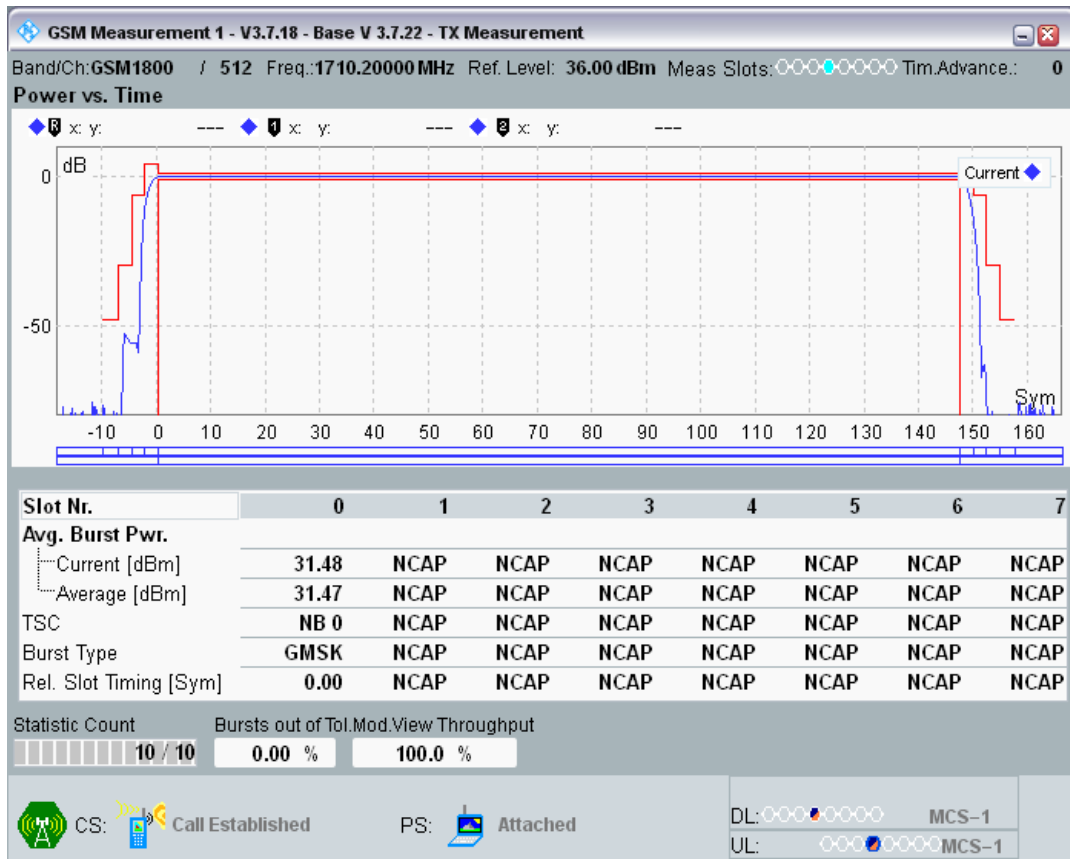 GSM Measurement 1 - V3.7.18 - Base V 3.7.22 - TX Measurement
Band/Ch:GSM1800 / 512 Freq.:1710.20000 MHz Ref. Level: 36.00 dBm Meas Slots: Tim.Advance.: 0
Power vs. Time
R x: y: --- 1 x: y: --- 2 x: y: ---
dB
Current
0
-50
Sym
-10 0 10 20 30 40 50 60 70 80 90 100 110 120 130 140 150 160
Slot Nr. 0 1 2 3 4 5 6 7
Avg. Burst Pwr.
Current [dBm] 31.48 NCAP NCAP NCAP NCAP NCAP NCAP NCAP
Average [dBm] 31.47 NCAP NCAP NCAP NCAP NCAP NCAP NCAP
TSC NB 0 NCAP NCAP NCAP NCAP NCAP NCAP NCAP
Burst Type GMSK NCAP NCAP NCAP NCAP NCAP NCAP NCAP
Rel. Slot Timing [Sym] 0.00 NCAP NCAP NCAP NCAP NCAP NCAP NCAP
Statistic Count Bursts out of Tol.Mod.View Throughput
10 / 10 0.00 % 100.0 %
CS: Call Established PS: Attached
DL: MCS-1
UL: MCS-1